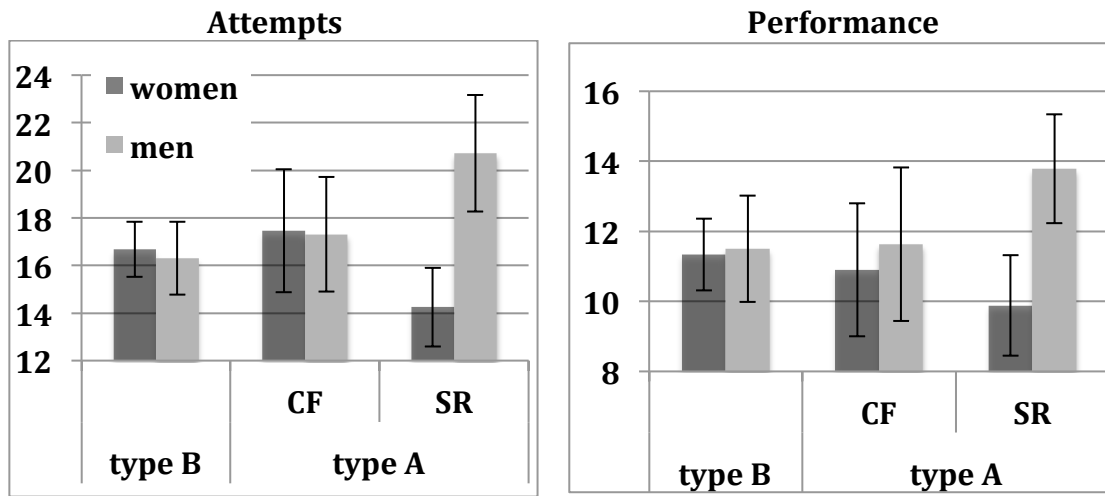 Attempts
24
22
20
18
16
14
12
women
men
CF SR
type B type A
Performance
16
14
12
10
8
CF SR
type B type A